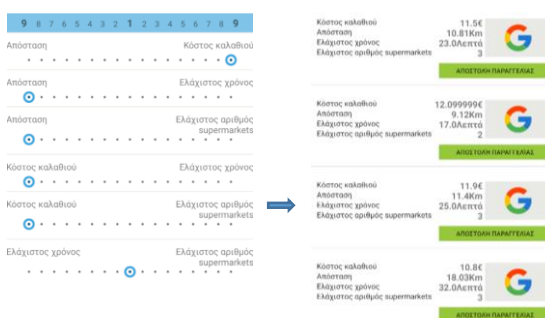 9 8 7 6 5 4 3 2 1 2 3 4 5 6 7 8 9
Απόσταση Κόστος καλαθιού
Απόσταση Ελάχιστος χρόνος
Απόσταση Ελάχιστος αριθμός
supermarkets
Κόστος καλαθιού Ελάχιστος χρόνος
Κόστος καλαθιού Ελάχιστος αριθμός
supermarkets
Ελάχιστος χρόνος Ελάχιστος αριθμός
supermarkets
Κόστος καλαθιού 11.5€
Απόσταση 10.81Km
Ελάχιστος χρόνος 23.0Λεπτά
Ελάχιστος αριθμός supermarkets 3
ΑΠΟΣΤΟΛΗ ΠΑΡΑΓΓΕΛΙΑΣ
Κόστος καλαθιού 12.099999€
Απόσταση 9.12Km
Ελάχιστος χρόνος 17.0Λεπτά
Ελάχιστος αριθμός supermarkets 2
ΑΠΟΣΤΟΛΗ ΠΑΡΑΓΓΕΛΙΑΣ
Κόστος καλαθιού 11.9€
Απόσταση 11.4Km
Ελάχιστος χρόνος 25.0Λεπτά
Ελάχιστος αριθμός supermarkets 3
ΑΠΟΣΤΟΛΗ ΠΑΡΑΓΓΕΛΙΑΣ
Κόστος καλαθιού 10.8€
Απόσταση 18.03Km
Ελάχιστος χρόνος 32.0Λεπτά
Ελάχιστος αριθμός supermarkets 3
ΑΠΟΣΤΟΛΗ ΠΑΡΑΓΓΕΛΙΑΣ